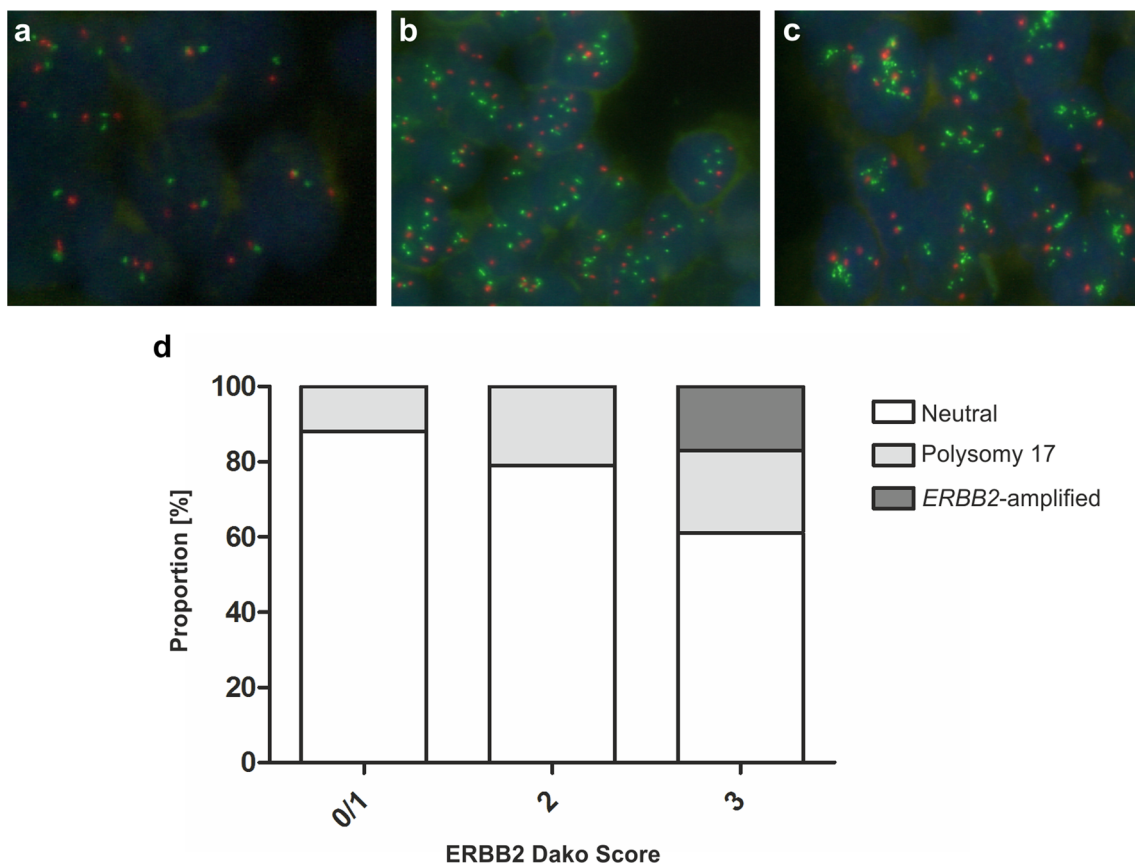 a
b
c
d
100
80
60
40
20
0
Proportion [%]
0/1
2
3
ERBB2 Dako Score
Neutral
Polysomy 17
ERBB2-amplified